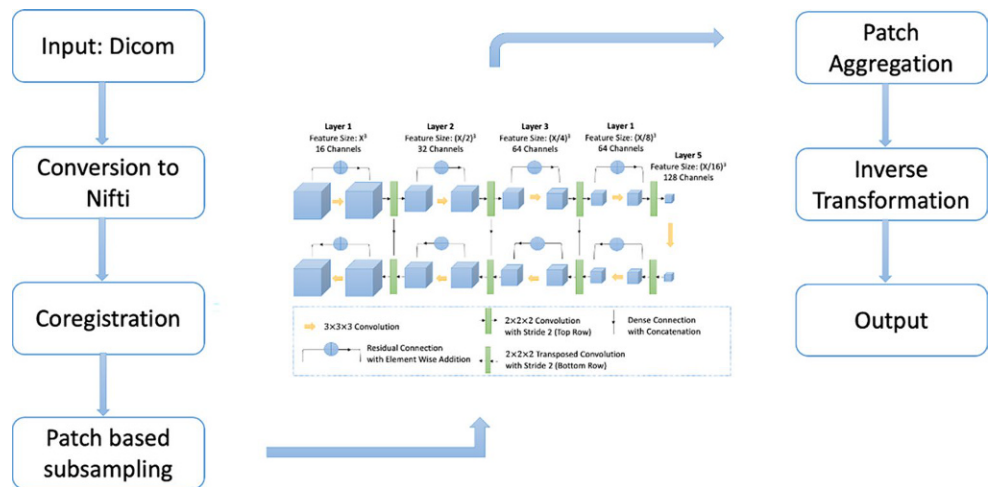 Input: Dicom
Conversion to
Nifti
Coregistration
Patch based
subsampling
Layer 1
Feature Size: X³
16 Channels
Layer 2
Feature Size: (X/2)³
32 Channels
Layer 3
Feature Size: (X/4)³
64 Channels
Layer 1
Feature Size: (X/8)³
64 Channels
Layer 5
Feature Size: (X/16)³
128 Channels
3×3×3 Convolution
Residual Connection
with Element Wise Addition
2×2×2 Convolution
with Stride 2 (Top Row)
2×2×2 Transposed Convolution
with Stride 2 (Bottom Row)
Dense Connection
with Concatenation
Patch
Aggregation
Inverse
Transformation
Output